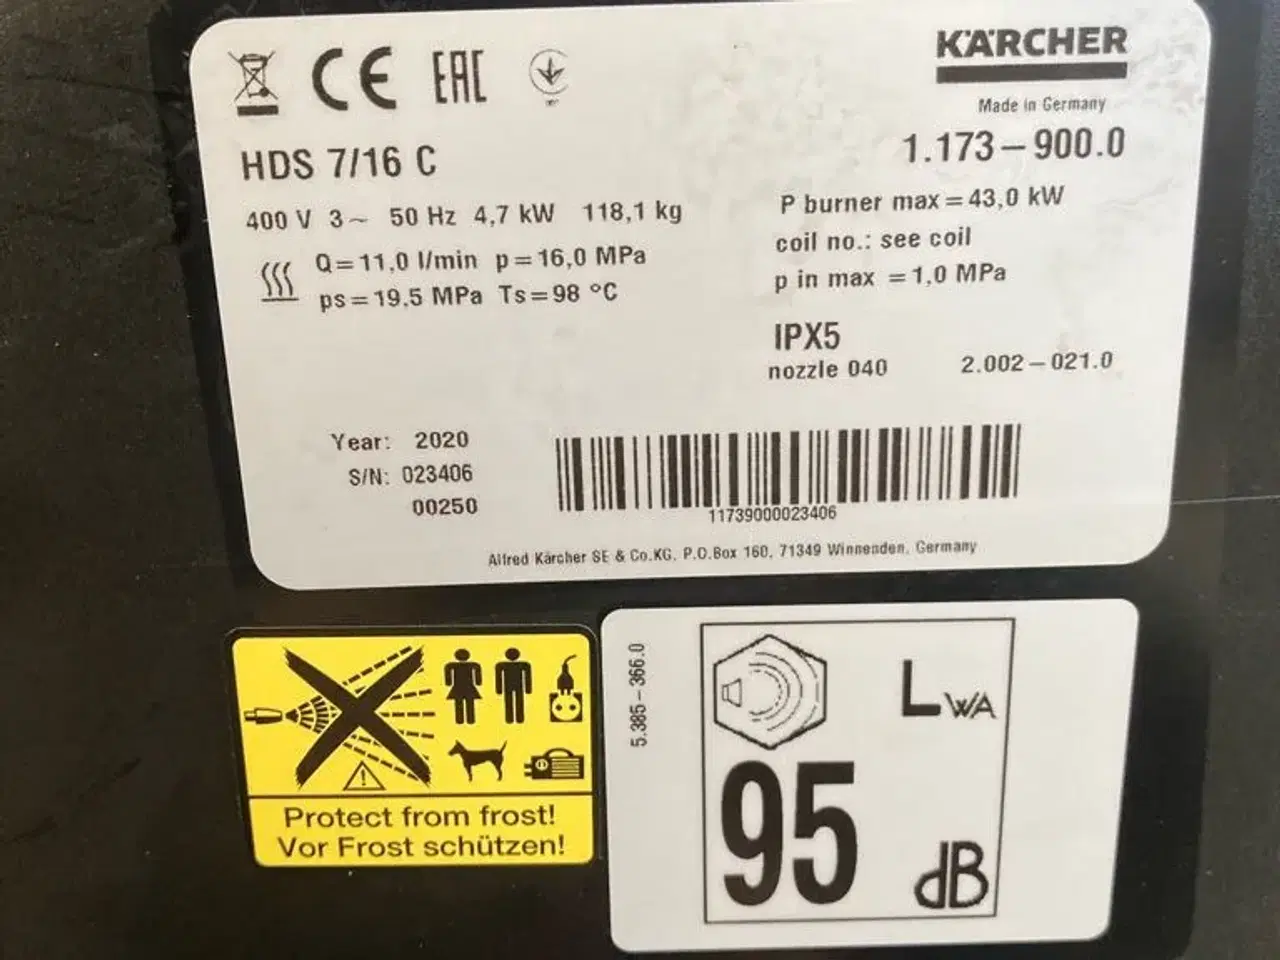 CE EAC
KÄRCHER
Made in Germany
HDS 7/16 C
1.173-900.0
400 V 3~ 50 Hz 4,7 kW 118,1 kg
P burner max=43,0 kW
Q=11,0 l/min p=16,0 MPa
coil no.: see coil
ps=19,5 MPa Ts=98 °C
p in max =1,0 MPa
IPX5
nozzle 040 2.002-021.0
Year: 2020
S/N: 023406
00250
11739000023406
Alfred Kärcher SE & Co.KG. P.O.Box 160, 71349 Winnenden, Germany
Protect from frost!
Vor Frost schützen!
5.385-366.0
LWA
95
dB